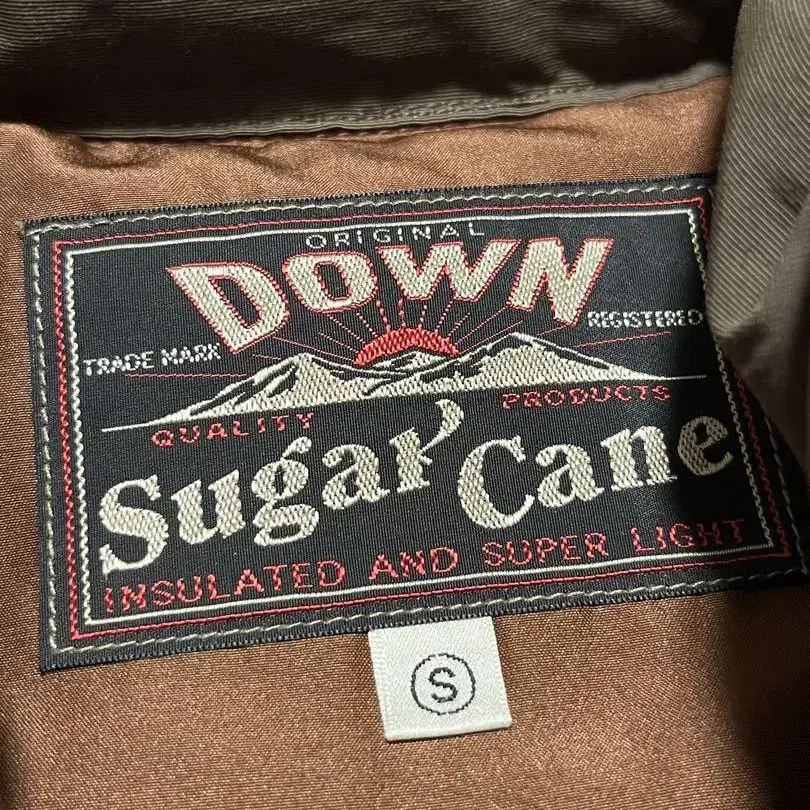 ORIGINAL
DOWN
TRADE MARK
REGISTERED
QUALITY PRODUCTS
Sugar Cane
INSULATED AND SUPER LIGHT
S